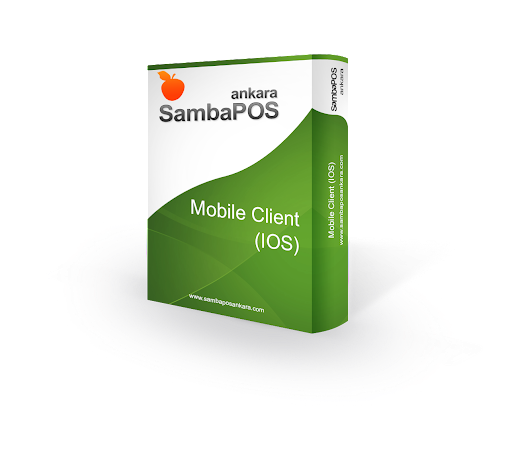 ankara
SambaPOS
Mobile Client
(IOS)
www.sambaposankara.com
SambaPOS
ankara
Mobile Client (IOS)
www.sambaposankara.com